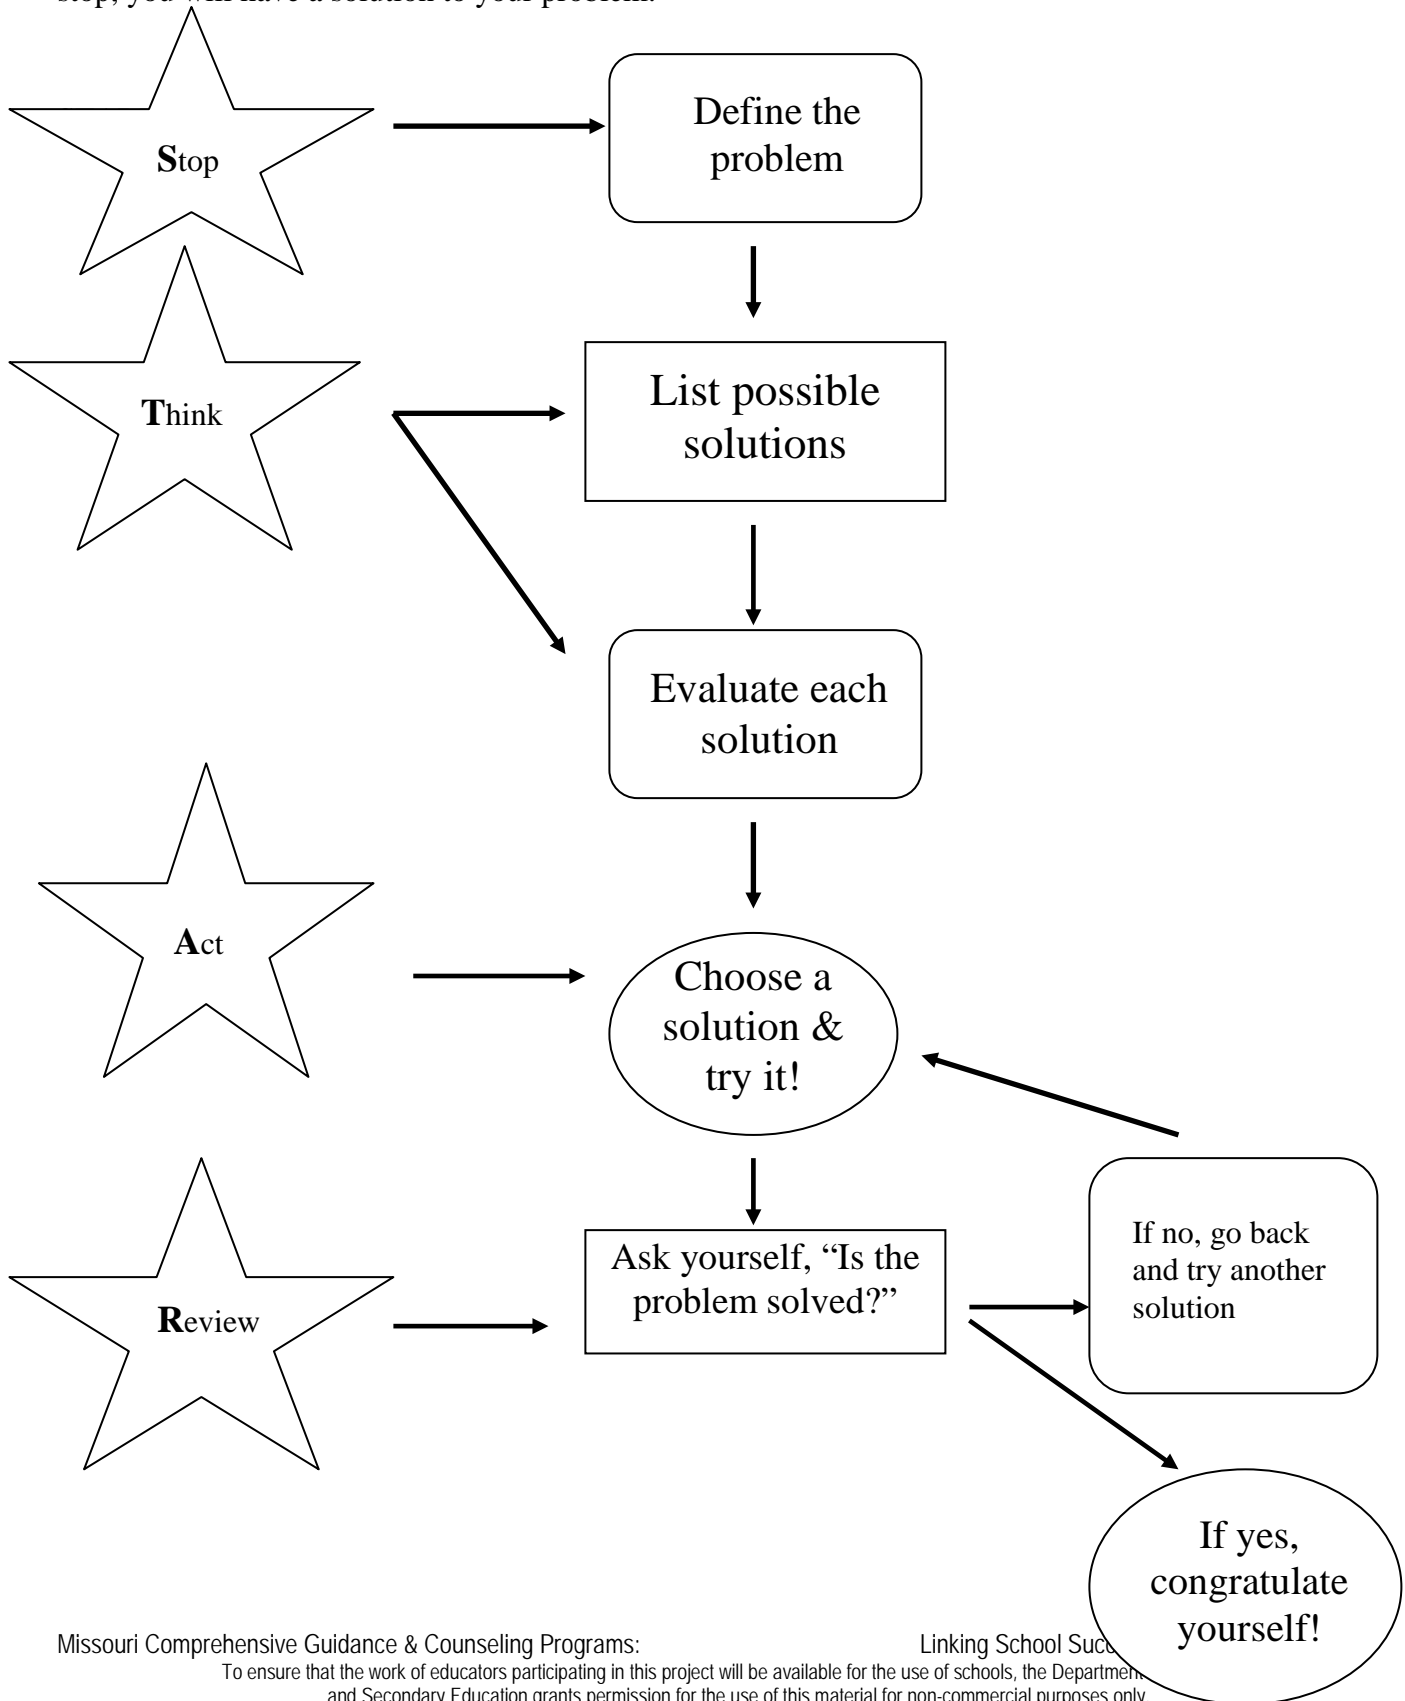 stop, you will have a solution to your problem.
Stop
Define the
problem
Think
List possible
solutions
Evaluate each
solution
Act
Choose a
solution &
try it!
Review
Ask yourself, “Is the
problem solved?”
If no, go back
and try another
solution
If yes,
congratulate
yourself!
Missouri Comprehensive Guidance & Counseling Programs: Linking School
To ensure that the work of educators participating in this project will be available for the use of schools, the Department
and Secondary Education grants permission for the use of this material for non-commercial purposes only.